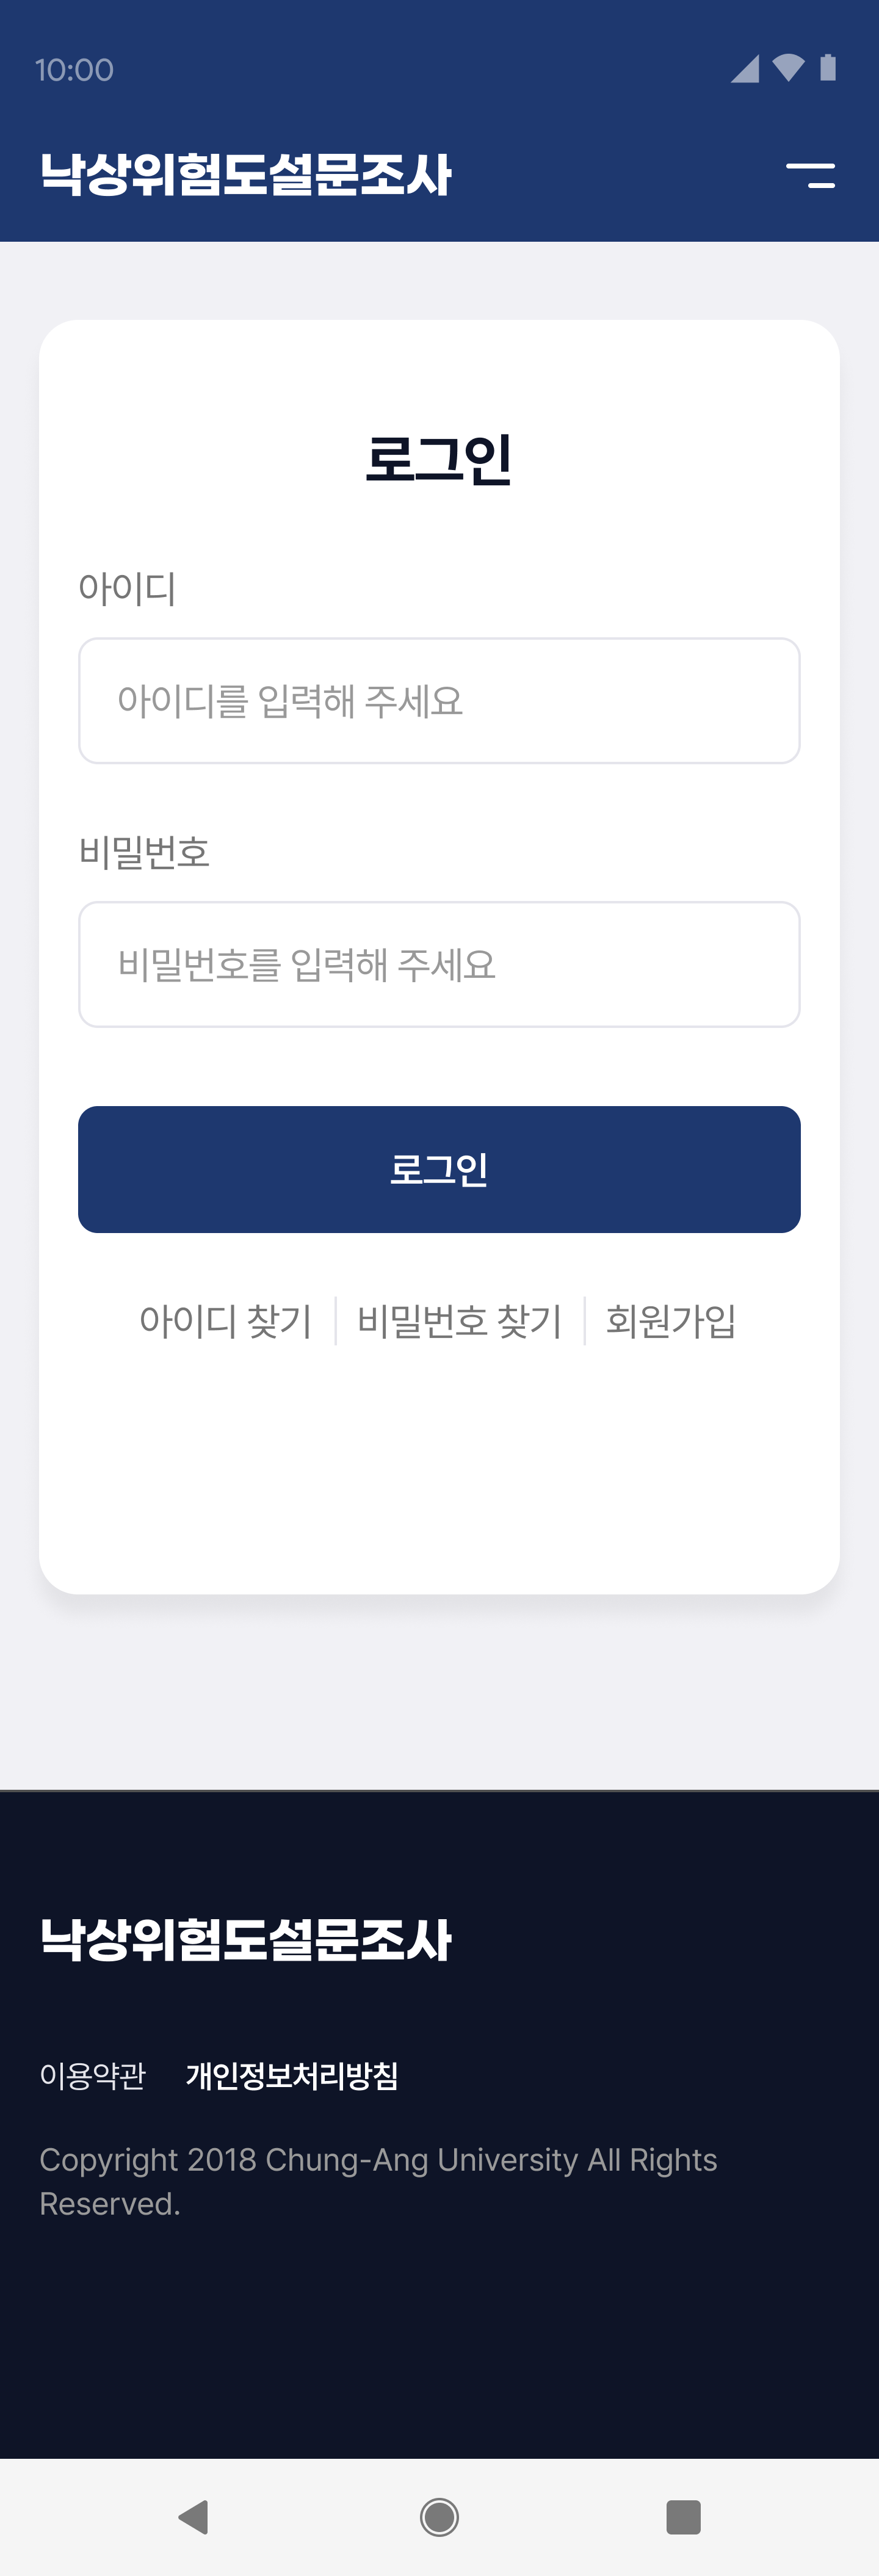 10:00
낙상위험도설문조사
로그인
아이디
아이디를 입력해 주세요
비밀번호
비밀번호를 입력해 주세요
로그인
아이디 찾기 비밀번호 찾기 회원가입
낙상위험도설문조사
이용약관 개인정보처리방침
Copyright 2018 Chung-Ang University All Rights
Reserved.